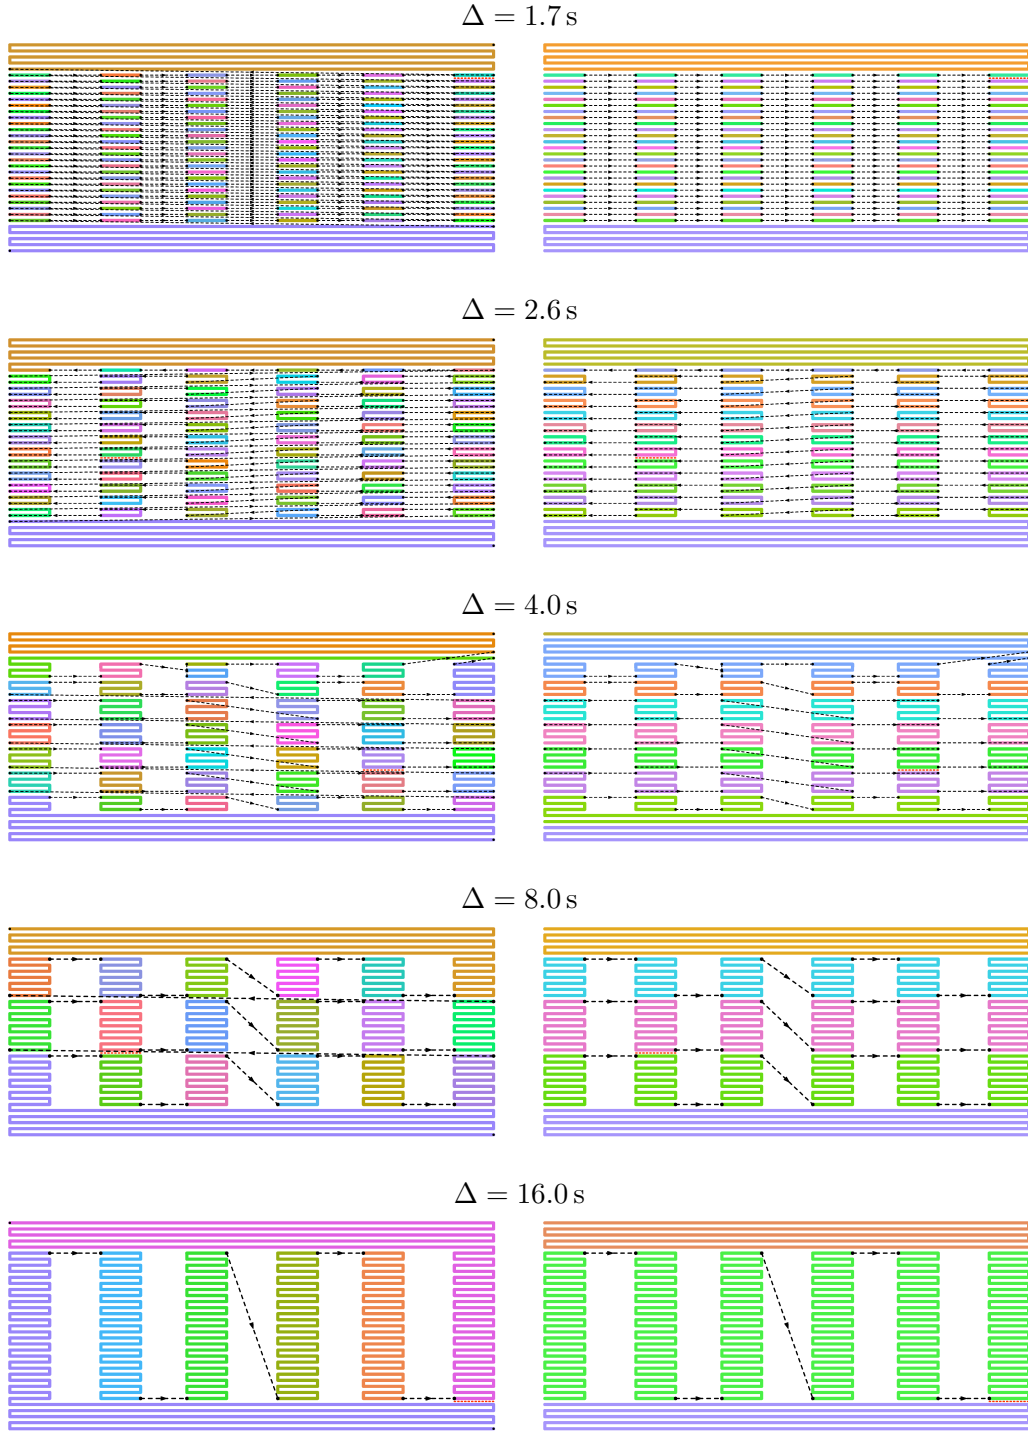 Δ = 1.7 s
Δ = 2.6 s
Δ = 4.0 s
Δ = 8.0 s
Δ = 16.0 s